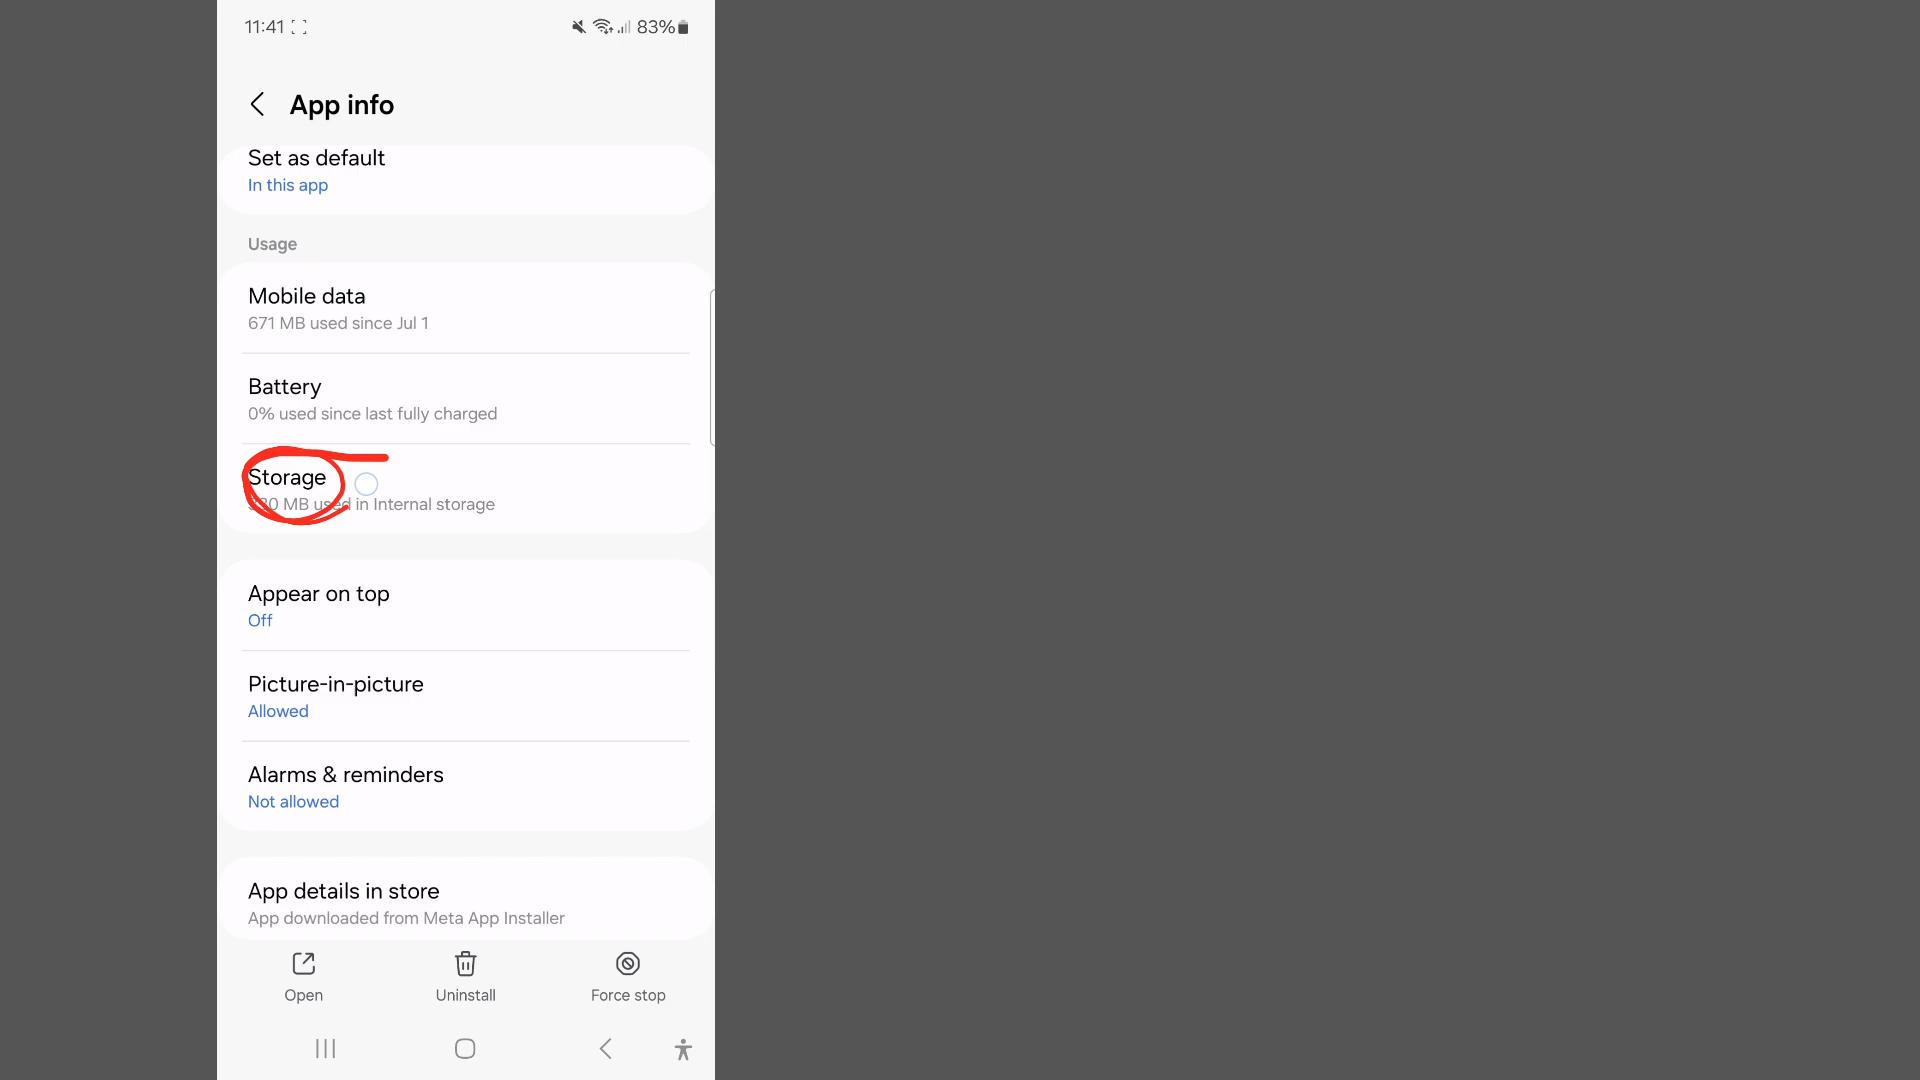 11:41
83%
App info
Set as default
In this app
Usage
Mobile data
671 MB used since Jul 1
Battery
0% used since last fully charged
Storage
MB used in Internal storage
Appear on top
Off
Picture-in-picture
Allowed
Alarms & reminders
Not allowed
App details in store
App downloaded from Meta App Installer
Open
Uninstall
Force stop